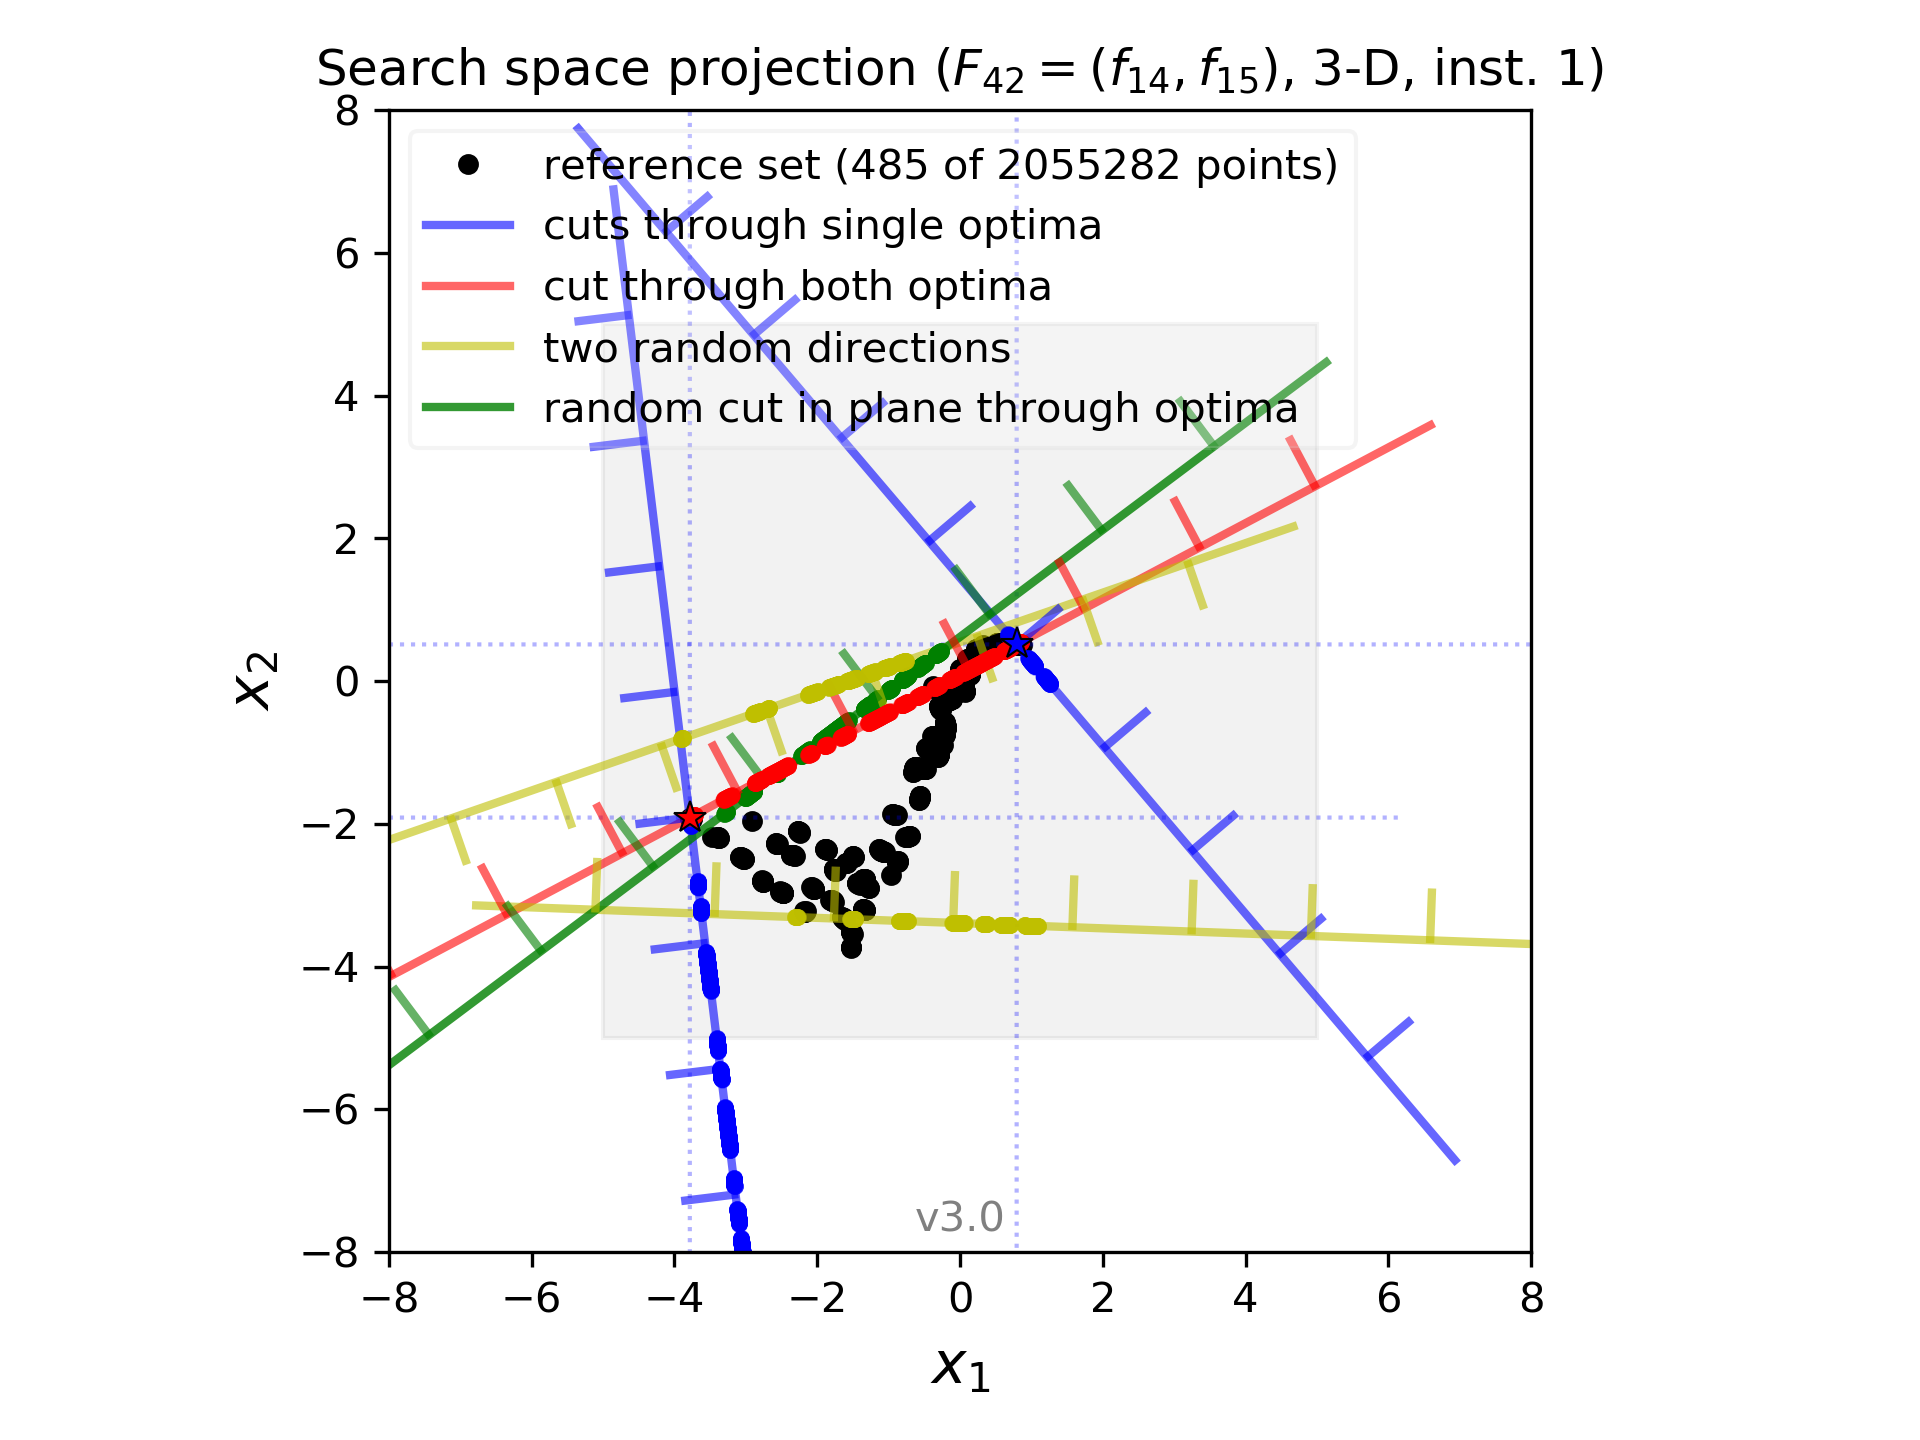 Search space projection (F42 = (f14, f15), 3-D, inst. 1)
reference set (485 of 2055282 points)
cuts through single optima
cut through both optima
two random directions
random cut in plane through optima
8
6
4
2
0
−2
−4
−6
−8
x2
v3.0
−8 −6 −4 −2 0 2 4 6 8
x1